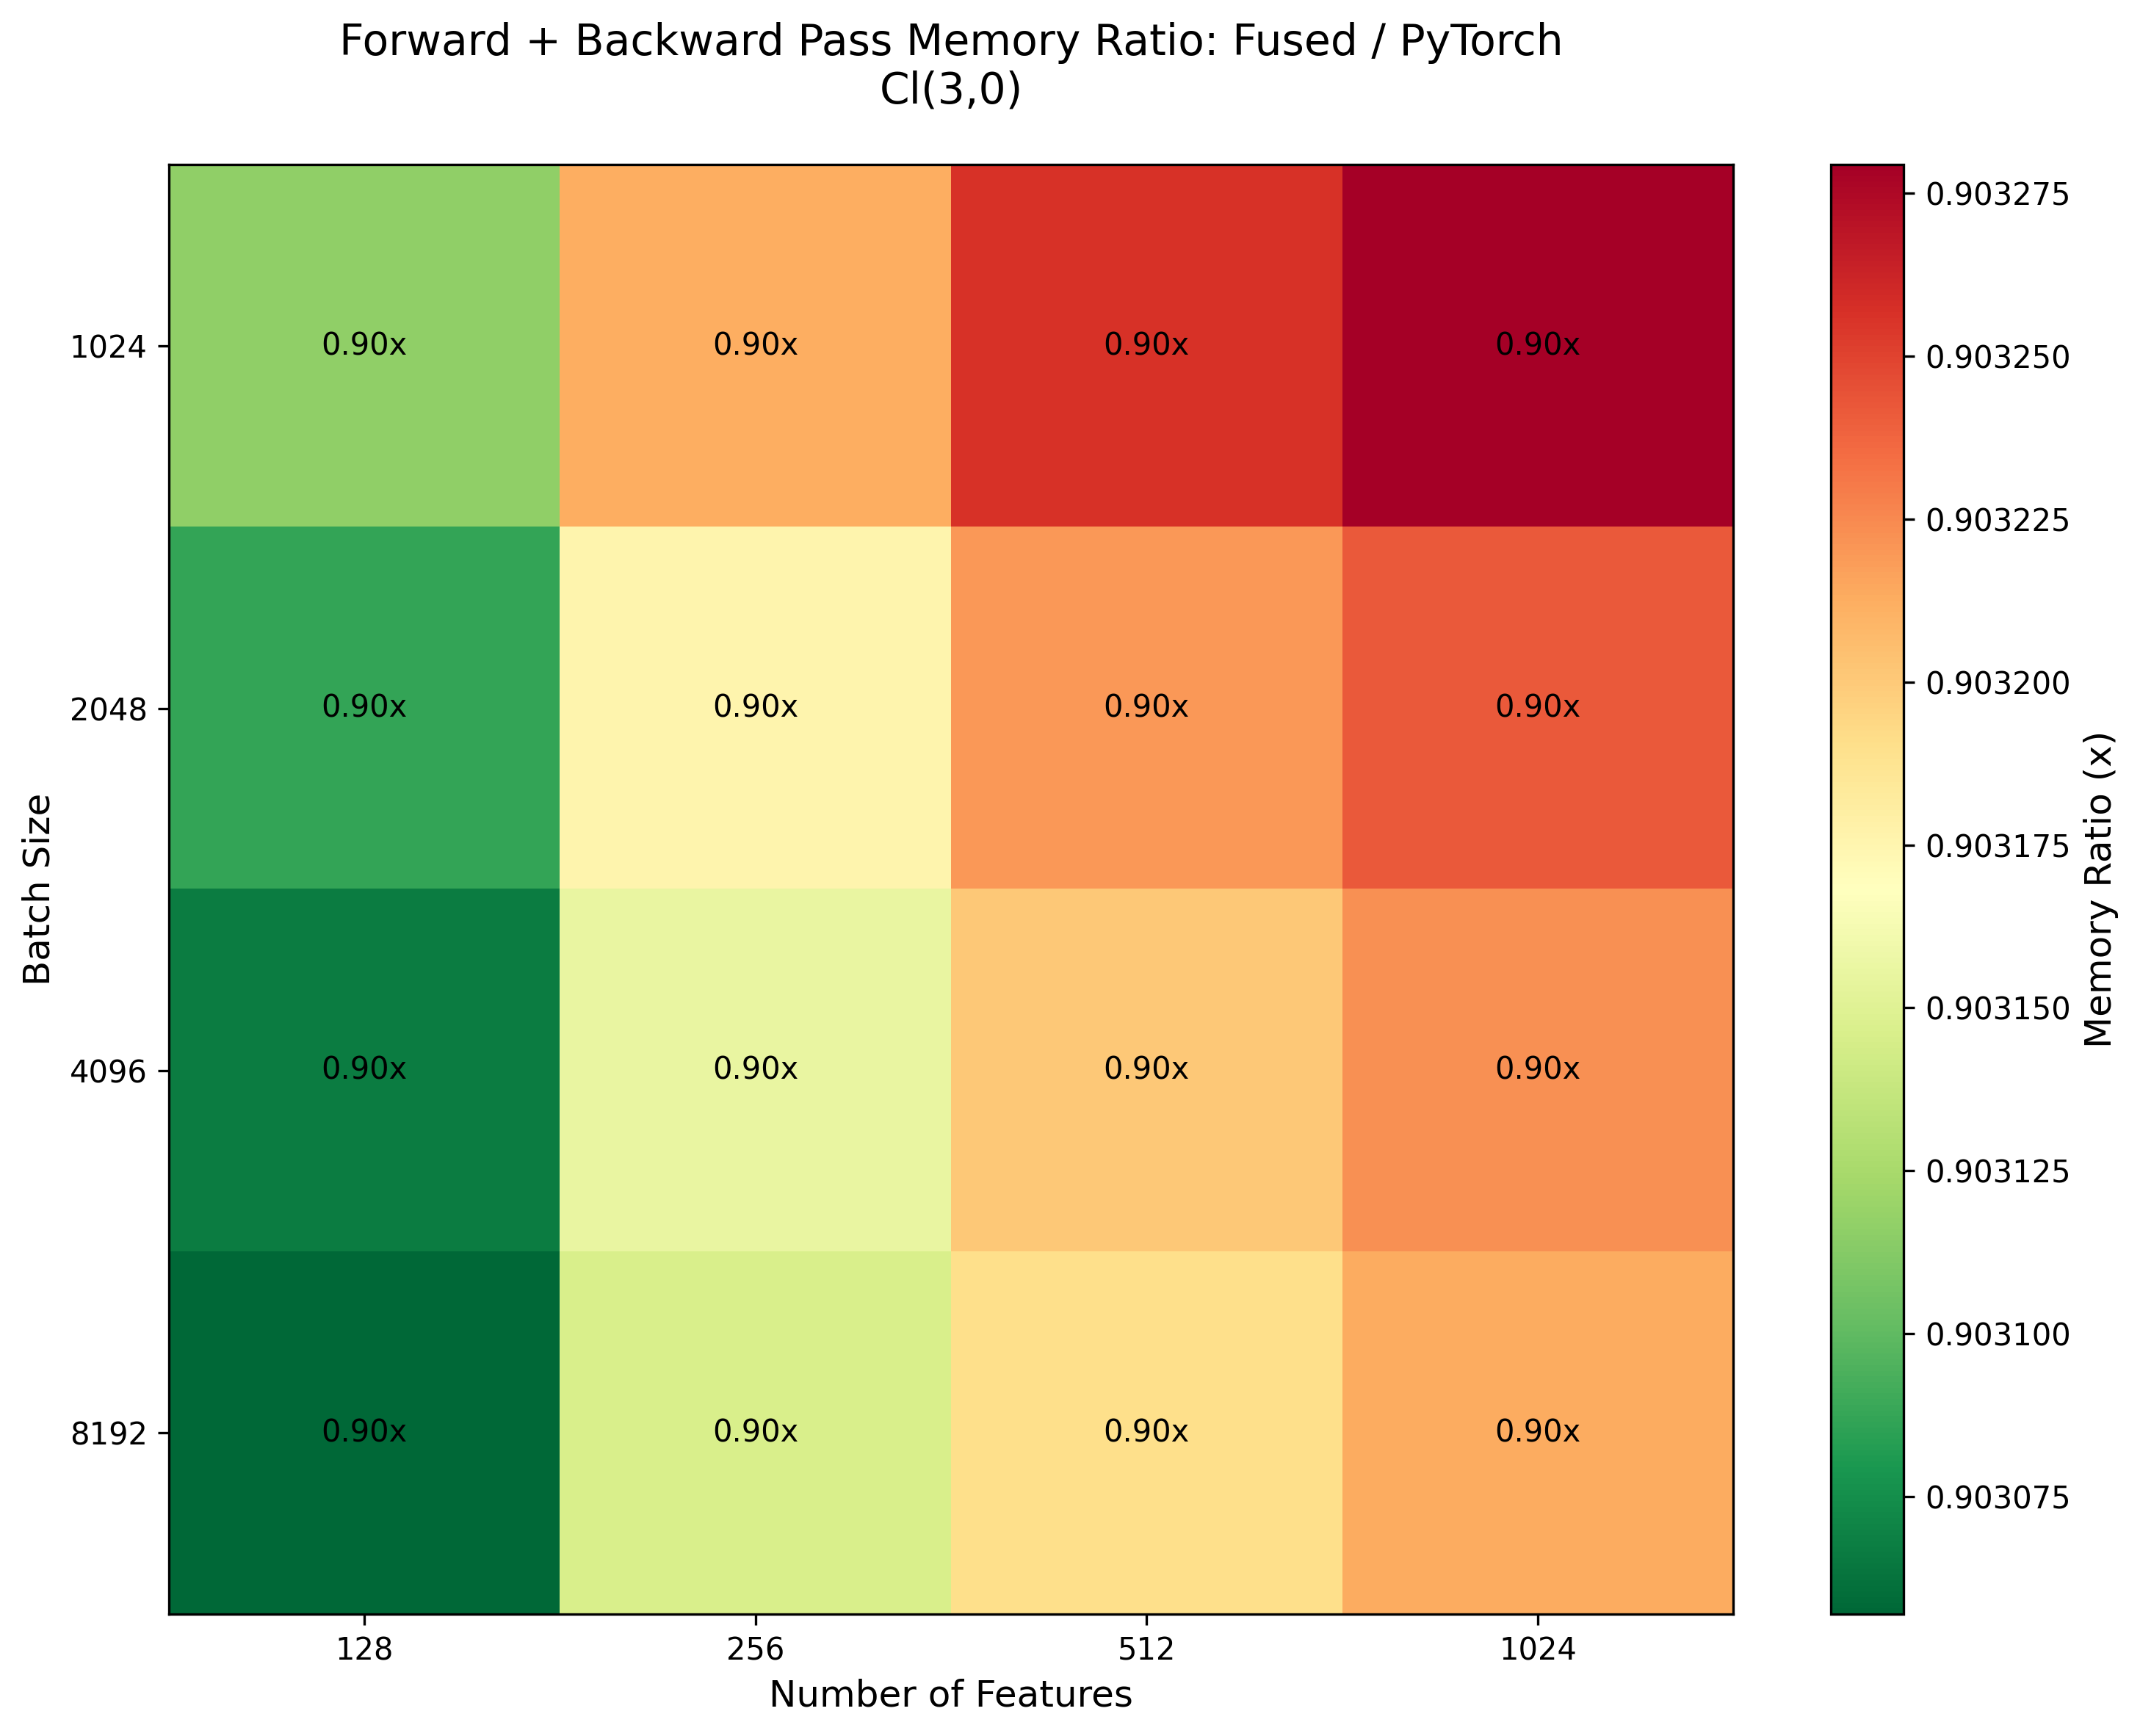 Forward + Backward Pass Memory Ratio: Fused / PyTorch
Cl(3,0)
Batch Size
1024
0.90x 0.90x 0.90x 0.90x
2048
0.90x 0.90x 0.90x 0.90x
4096
0.90x 0.90x 0.90x 0.90x
8192
0.90x 0.90x 0.90x 0.90x
128 256 512 1024
Number of Features
0.903275
0.903250
0.903225
0.903200
0.903175
0.903150
0.903125
0.903100
0.903075
Memory Ratio (x)